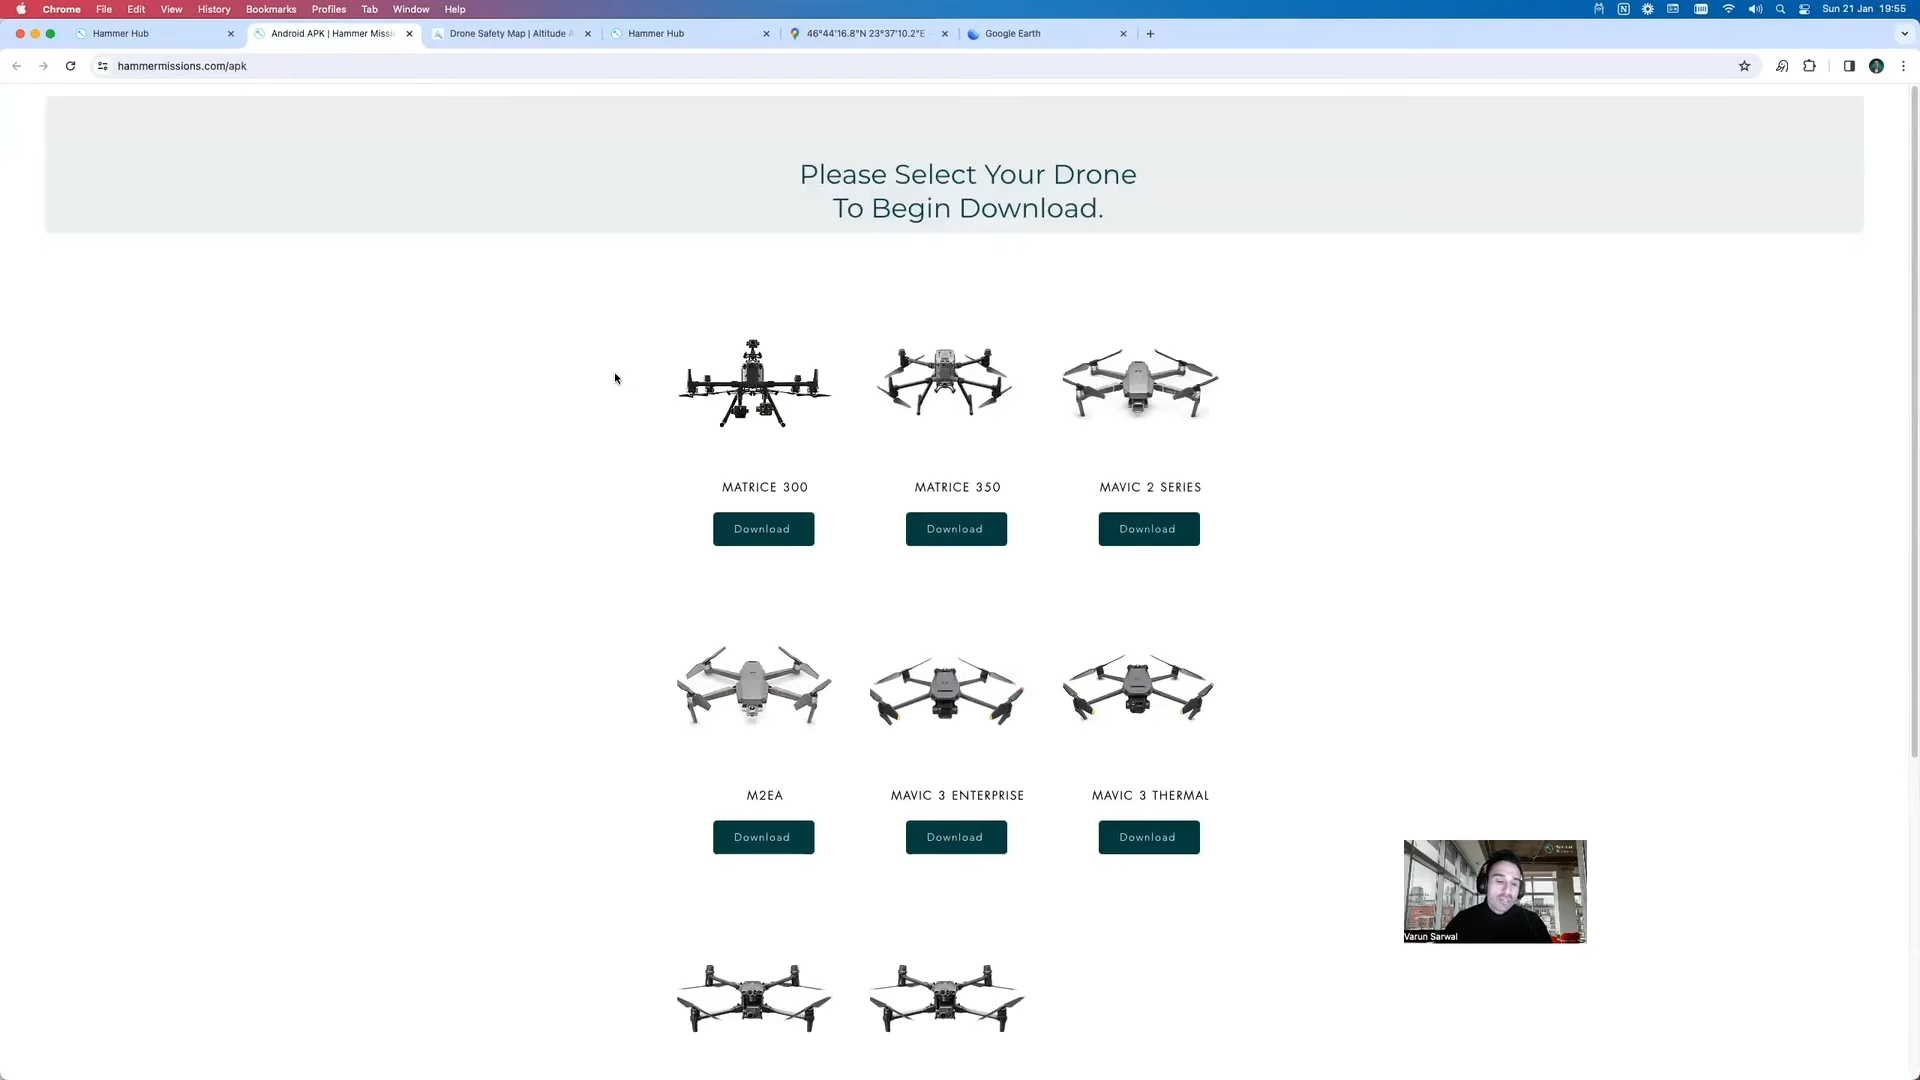 Chrome File Edit View History Bookmarks Profiles Tab Window Help
Sun 21 Jan 19:55
Hammer Hub
Android APK | Hammer Missi
Drone Safety Map | Altitude A
Hammer Hub
46°44'16.8"N 23°37'10.2"E
Google Earth
hammermissions.com/apk
Please Select Your Drone
To Begin Download.
MATRICE 300 MATRICE 350 MAVIC 2 SERIES
Download Download Download
M2EA MAVIC 3 ENTERPRISE MAVIC 3 THERMAL
Download Download Download
Varun Sarwal